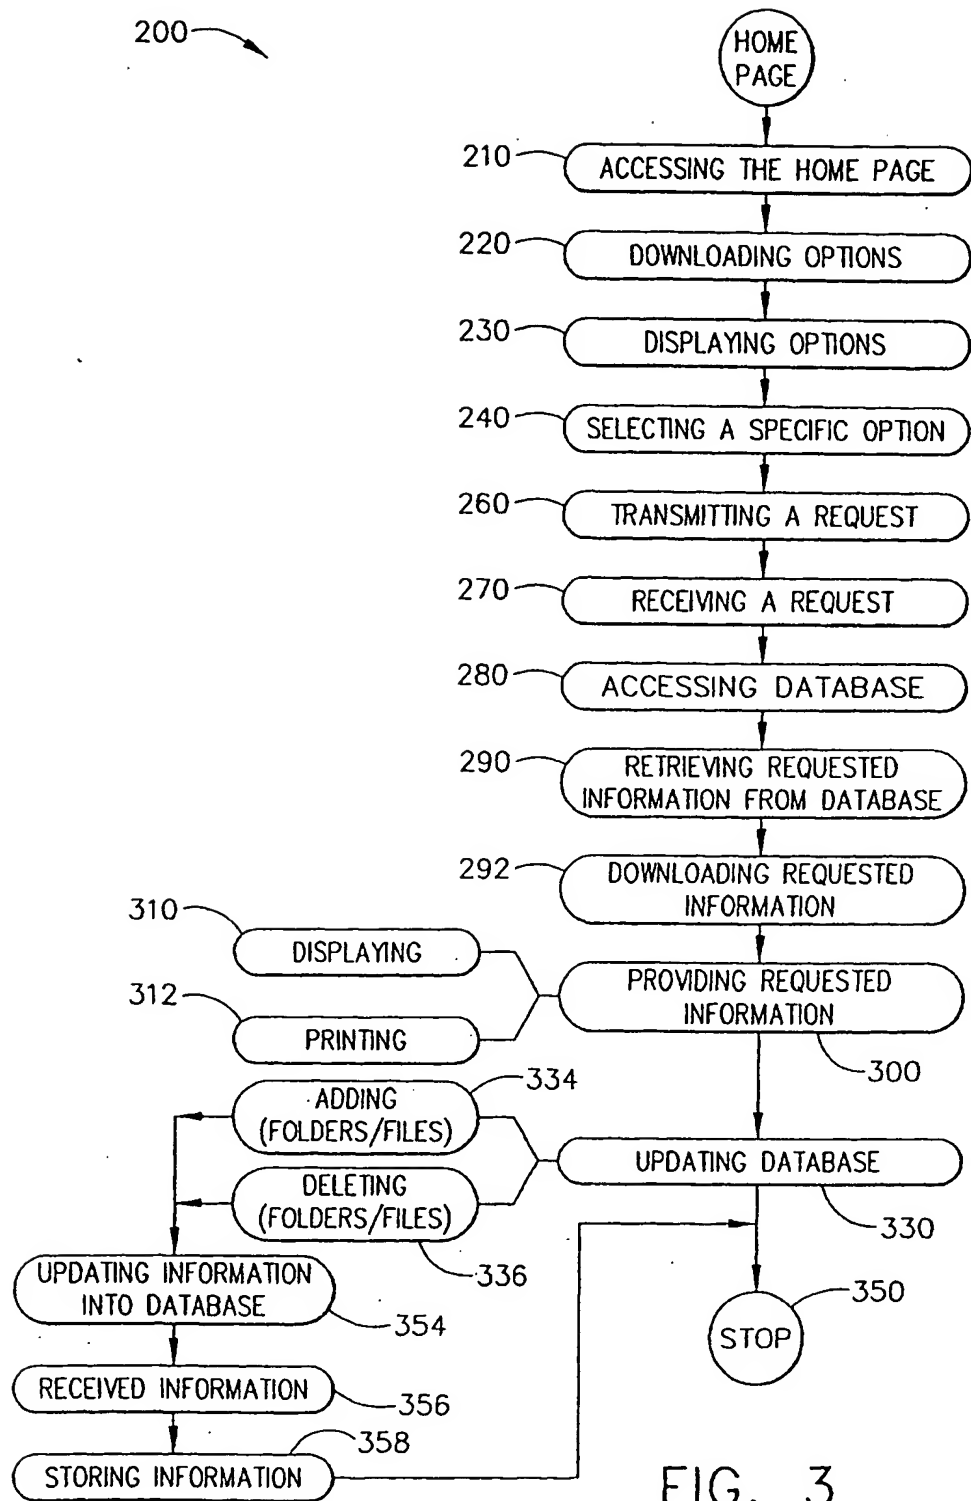 200
HOME
PAGE
210
ACCESSING THE HOME PAGE
220
DOWNLOADING OPTIONS
230
DISPLAYING OPTIONS
240
SELECTING A SPECIFIC OPTION
260
TRANSMITTING A REQUEST
270
RECEIVING A REQUEST
280
ACCESSING DATABASE
290
RETRIEVING REQUESTED
INFORMATION FROM DATABASE
292
DOWNLOADING REQUESTED
INFORMATION
310
DISPLAYING
312
PRINTING
PROVIDING REQUESTED
INFORMATION
300
334
ADDING
(FOLDERS/FILES)
DELETING
(FOLDERS/FILES)
336
UPDATING DATABASE
330
UPDATING INFORMATION
INTO DATABASE
354
RECEIVED INFORMATION
356
358
STORING INFORMATION
350
STOP
FIG. 3